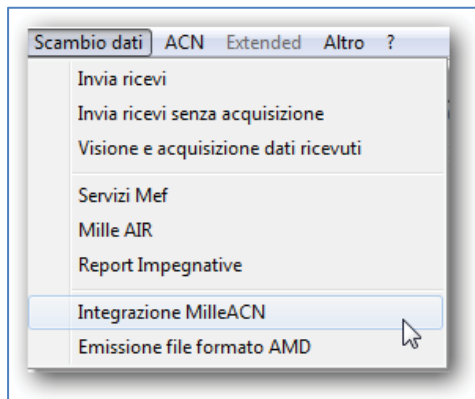 Scambio dati ACN Extended Altro ?
Invia ricevi
Invia ricevi senza acquisizione
Visione e acquisizione dati ricevuti
Servizi Mef
Mille AIR
Report Impegnative
Integrazione MilleACN
Emissione file formato AMD